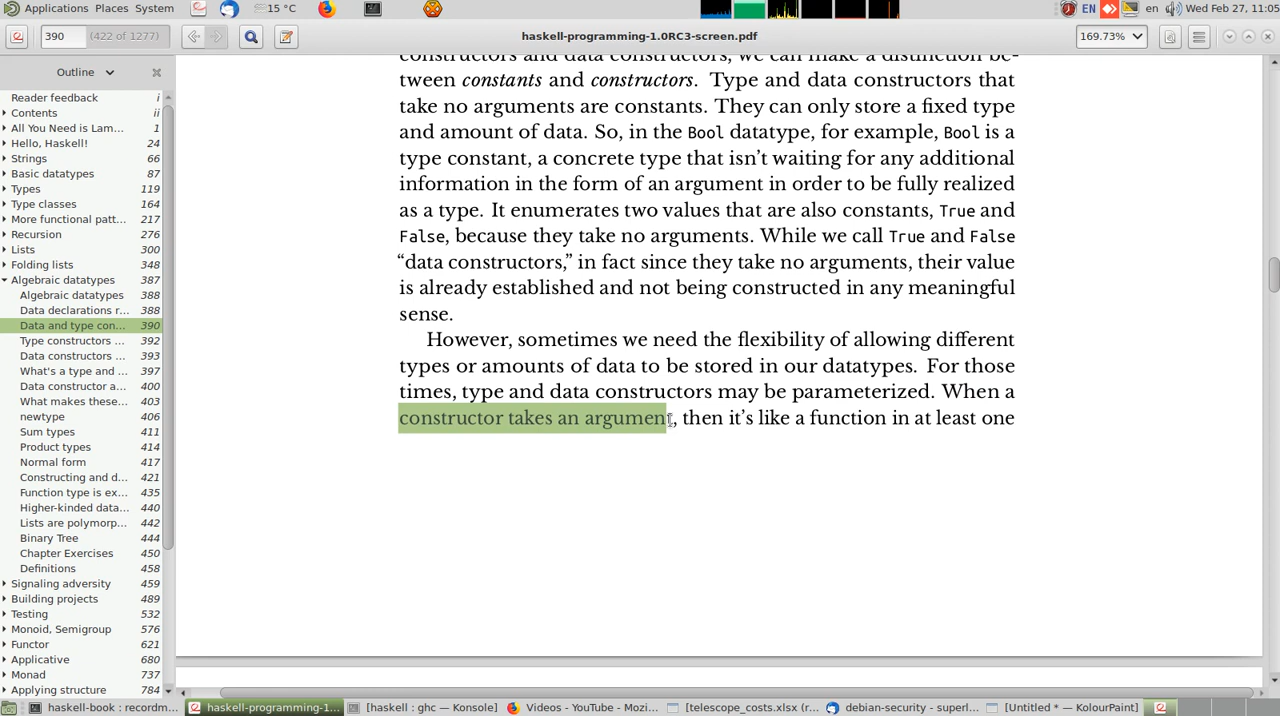 Applications Places System 15 °C EN en Wed Feb 27, 11:05
390 (422 of 1277) haskell-programming-1.0RC3-screen.pdf 169.73%
Outline
Reader feedback i
Contents ii
All You Need is Lam... 1
Hello, Haskell! 24
Strings 66
Basic datatypes 87
Types 119
Type classes 164
More functional patt... 217
Recursion 276
Lists 300
Folding lists 348
Algebraic datatypes 387
Algebraic datatypes 388
Data declarations r... 388
Data and type con... 390
Type constructors ... 392
Data constructors ... 393
What's a type and ... 397
Data constructor a... 400
What makes these... 403
newtype 406
Sum types 411
Product types 414
Normal form 417
Constructing and d... 421
Function type is ex... 435
Higher-kinded data... 440
Lists are polymorp... 442
Binary Tree 444
Chapter Exercises 450
Definitions 458
Signaling adversity 459
Building projects 489
Testing 532
Monoid, Semigroup 576
Functor 621
Applicative 680
Monad 737
Applying structure 784
constructors and data constructors, we can make a distinction be-
tween constants and constructors. Type and data constructors that
take no arguments are constants. They can only store a fixed type
and amount of data. So, in the Bool datatype, for example, Bool is a
type constant, a concrete type that isn’t waiting for any additional
information in the form of an argument in order to be fully realized
as a type. It enumerates two values that are also constants, True and
False, because they take no arguments. While we call True and False
“data constructors,” in fact since they take no arguments, their value
is already established and not being constructed in any meaningful
sense.
However, sometimes we need the flexibility of allowing different
types or amounts of data to be stored in our datatypes. For those
times, type and data constructors may be parameterized. When a
constructor takes an argument, then it’s like a function in at least one
haskell-book : recordm... haskell-programming-1... [haskell : ghc — Konsole] Videos - YouTube - Mozi... [telescope_costs.xlsx (r... debian-security - superl... [Untitled * — KolourPaint]